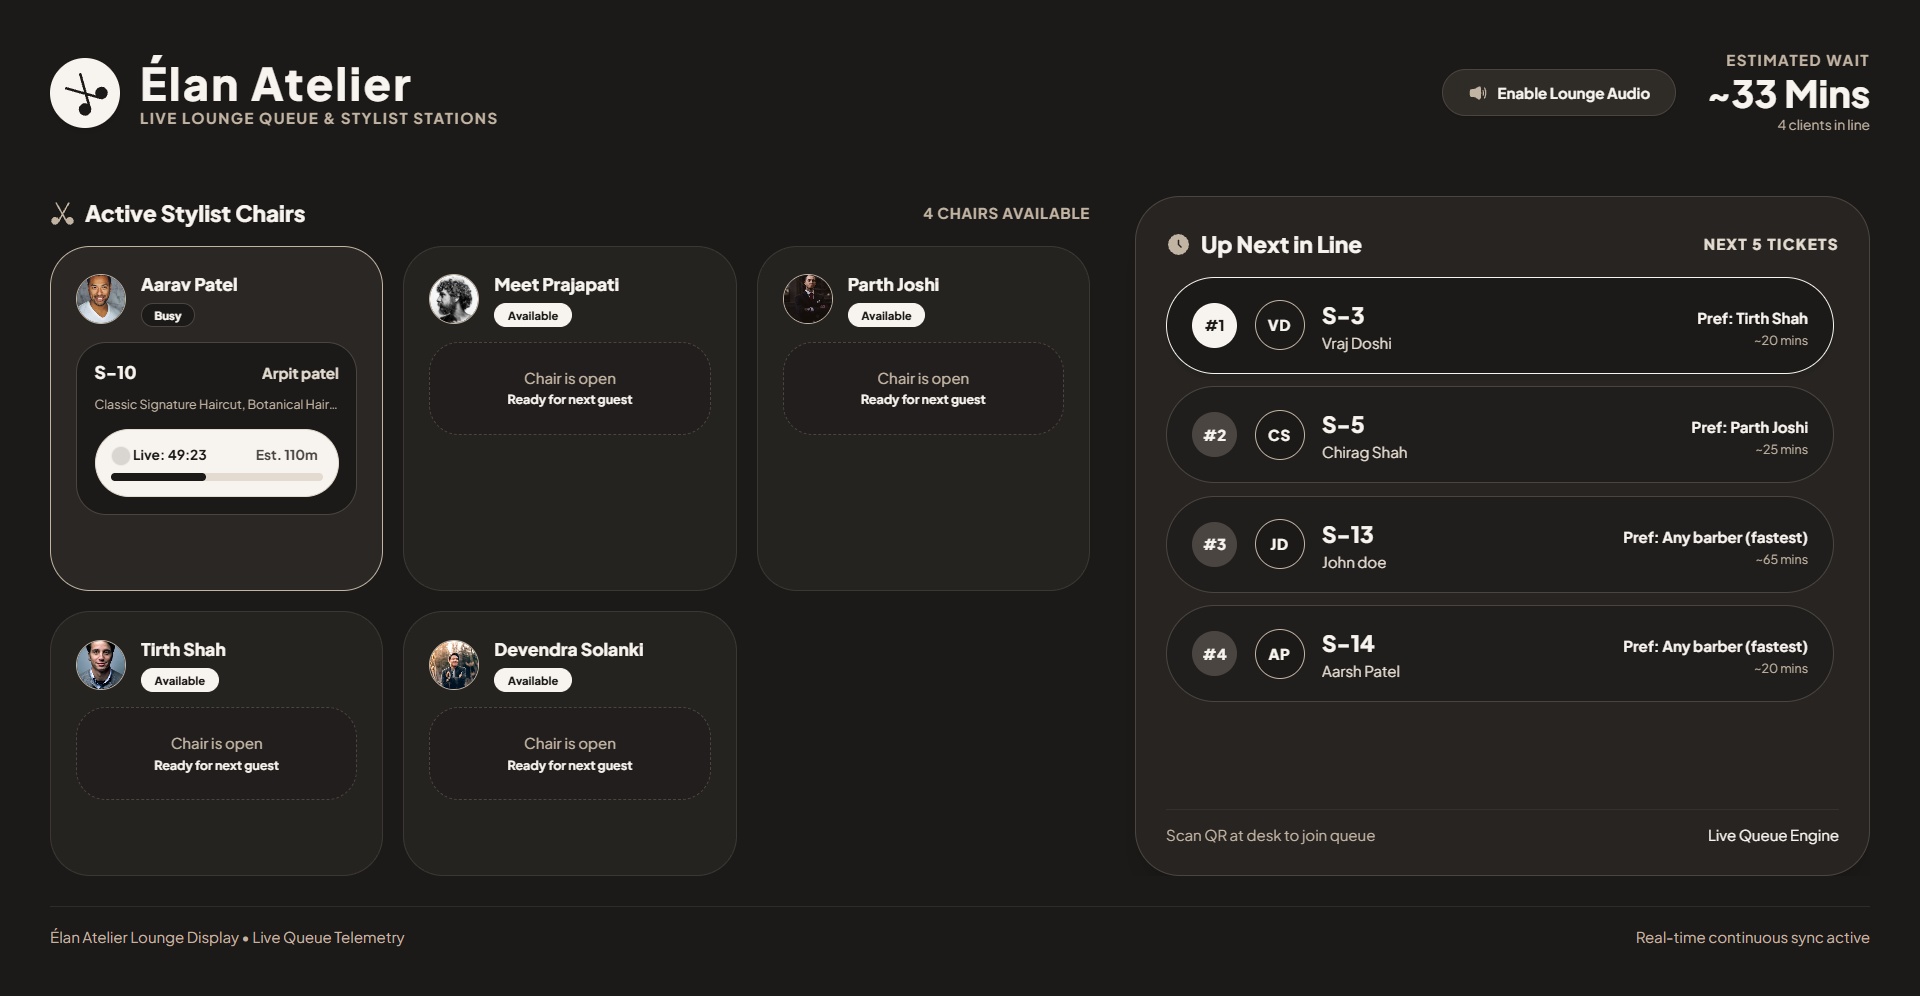 Élan Atelier
LIVE LOUNGE QUEUE & STYLIST STATIONS
Enable Lounge Audio
ESTIMATED WAIT
~33 Mins
4 clients in line
Active Stylist Chairs
4 CHAIRS AVAILABLE
Aarav Patel
Busy
S-10 Arpit patel
Classic Signature Haircut, Botanical Hair...
Live: 49:23 Est. 110m
Meet Prajapati
Available
Chair is open
Ready for next guest
Parth Joshi
Available
Chair is open
Ready for next guest
Tirth Shah
Available
Chair is open
Ready for next guest
Devendra Solanki
Available
Chair is open
Ready for next guest
Up Next in Line
NEXT 5 TICKETS
#1 VD S-3 Pref: Tirth Shah
Vraj Doshi ~20 mins
#2 CS S-5 Pref: Parth Joshi
Chirag Shah ~25 mins
#3 JD S-13 Pref: Any barber (fastest)
John doe ~65 mins
#4 AP S-14 Pref: Any barber (fastest)
Aarsh Patel ~20 mins
Scan QR at desk to join queue
Live Queue Engine
Élan Atelier Lounge Display • Live Queue Telemetry
Real-time continuous sync active